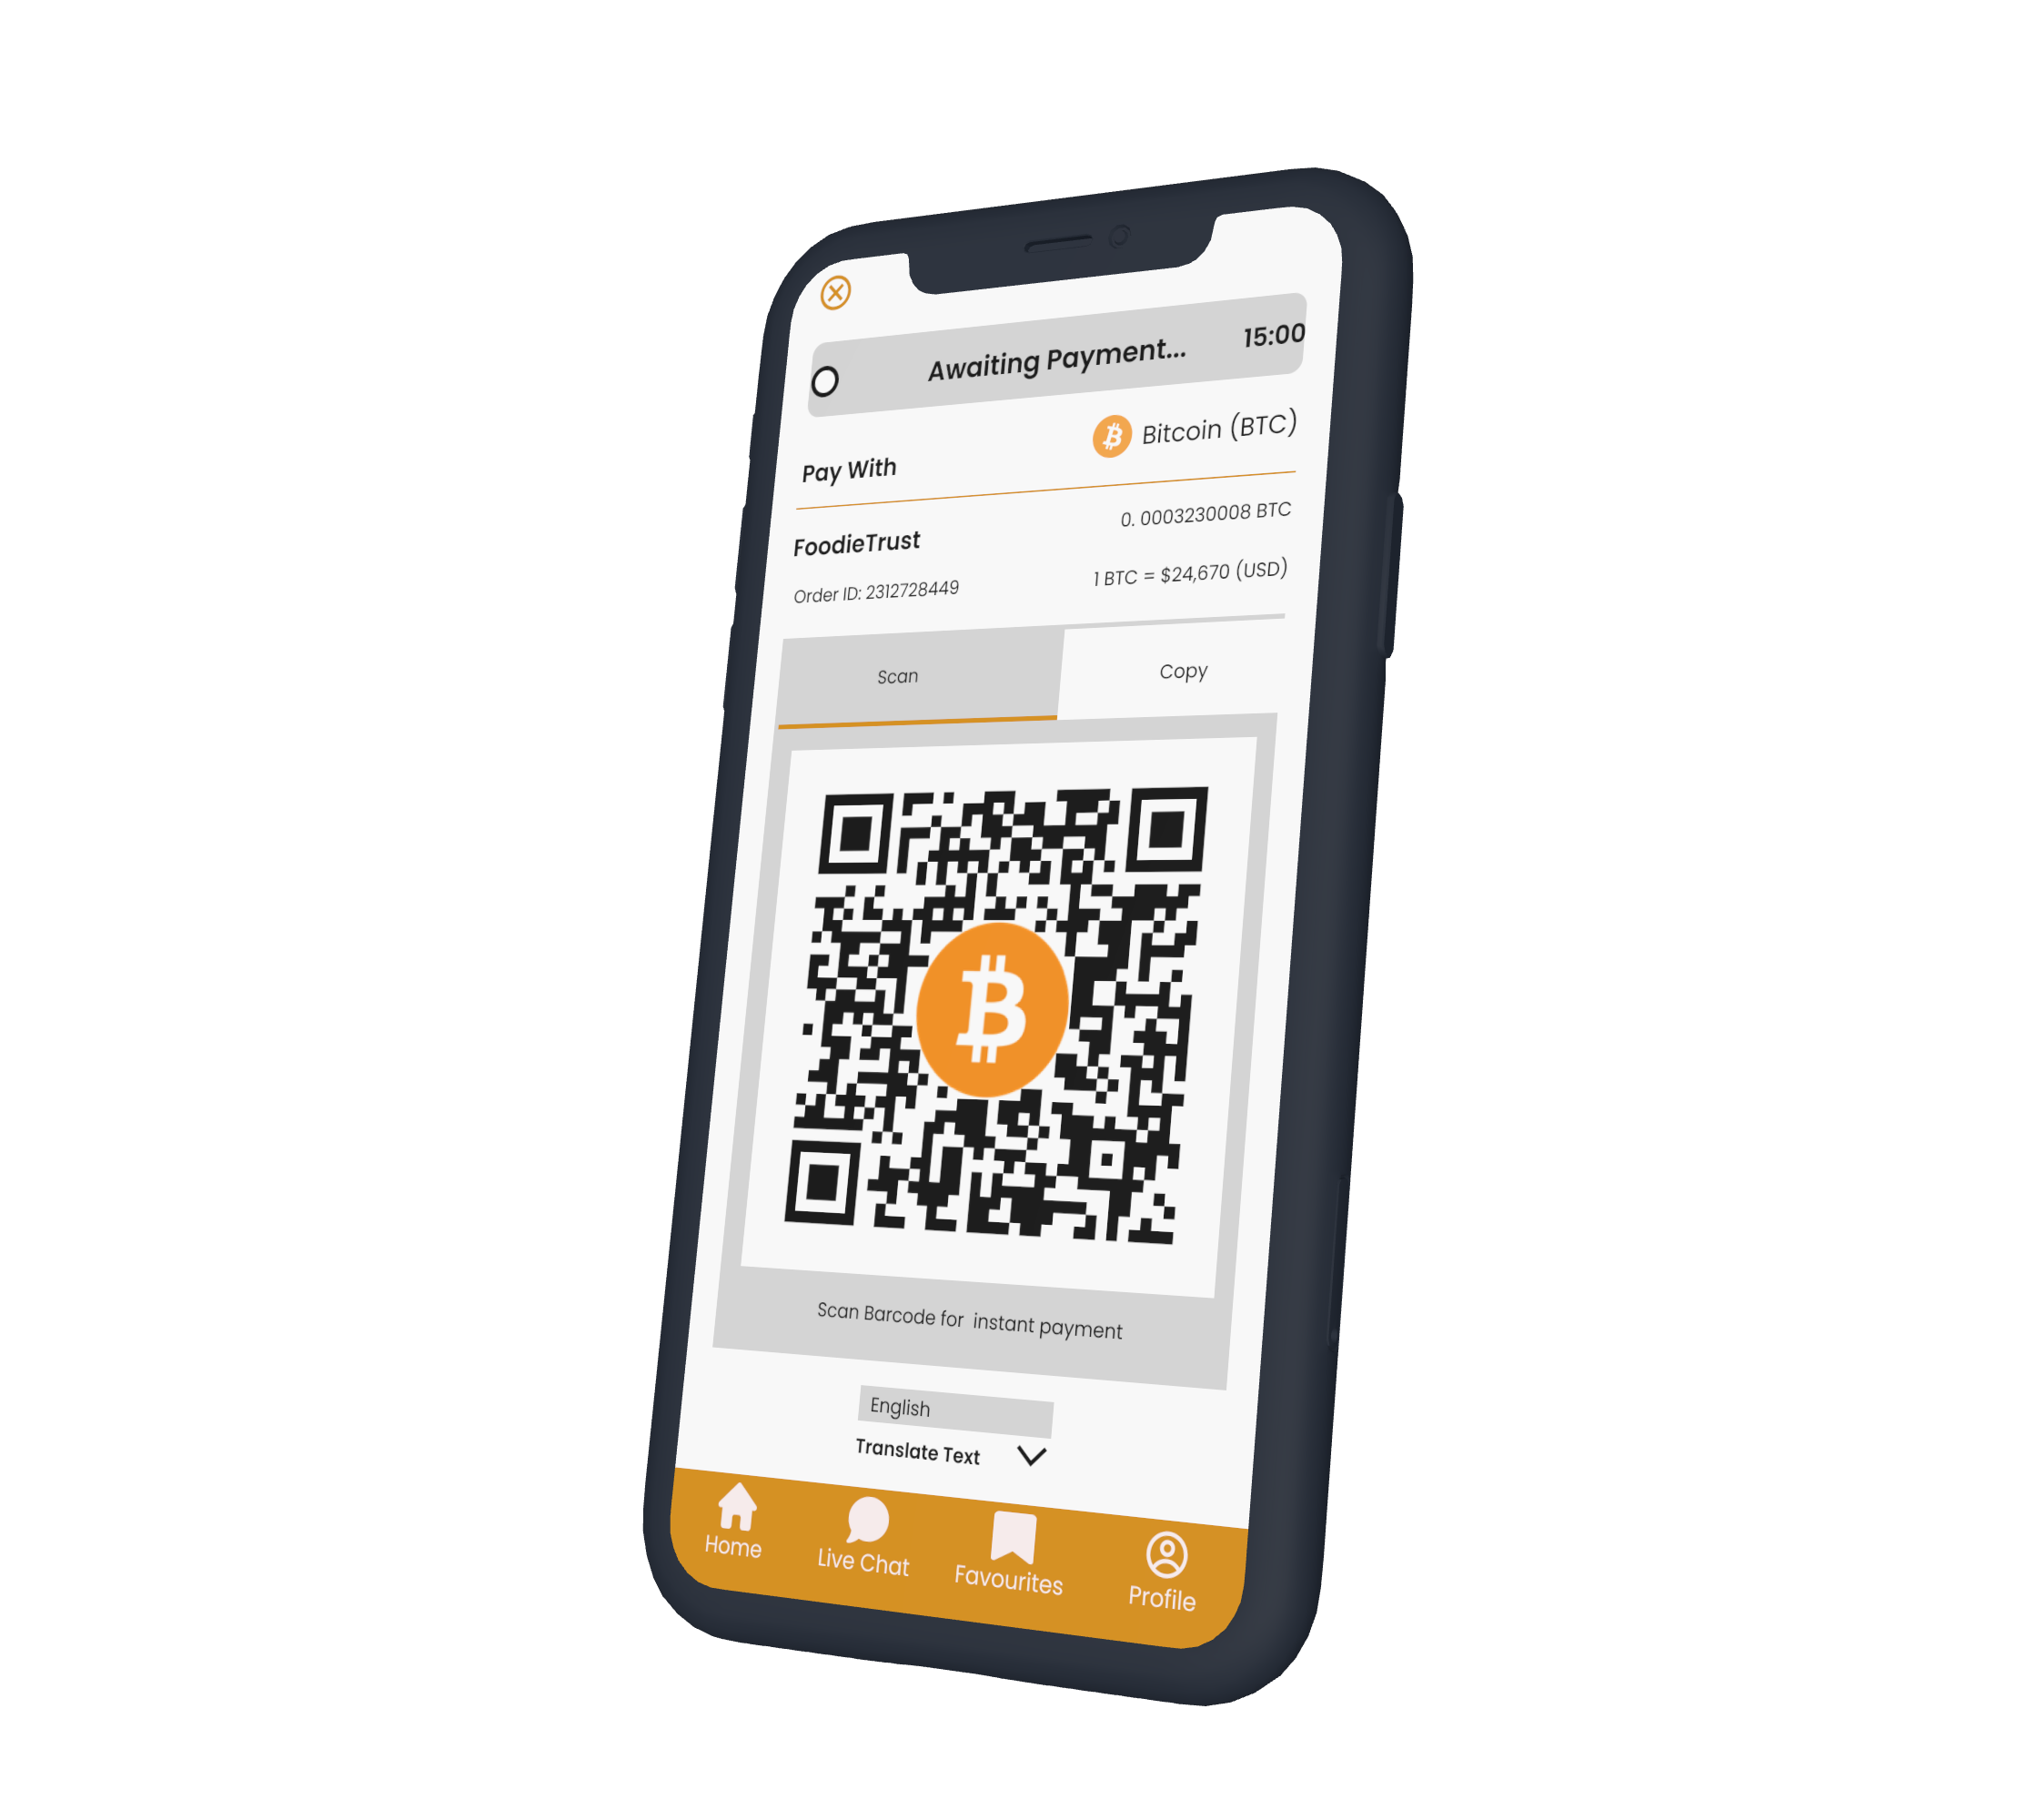 Awaiting Payment... 15:00
Pay With Bitcoin (BTC)
FoodieTrust 0. 0003230008 BTC
Order ID: 2312728449 1 BTC = $24,670 (USD)
Scan Copy
Scan Barcode for instant payment
English
Translate Text
Home Live Chat Favourites Profile